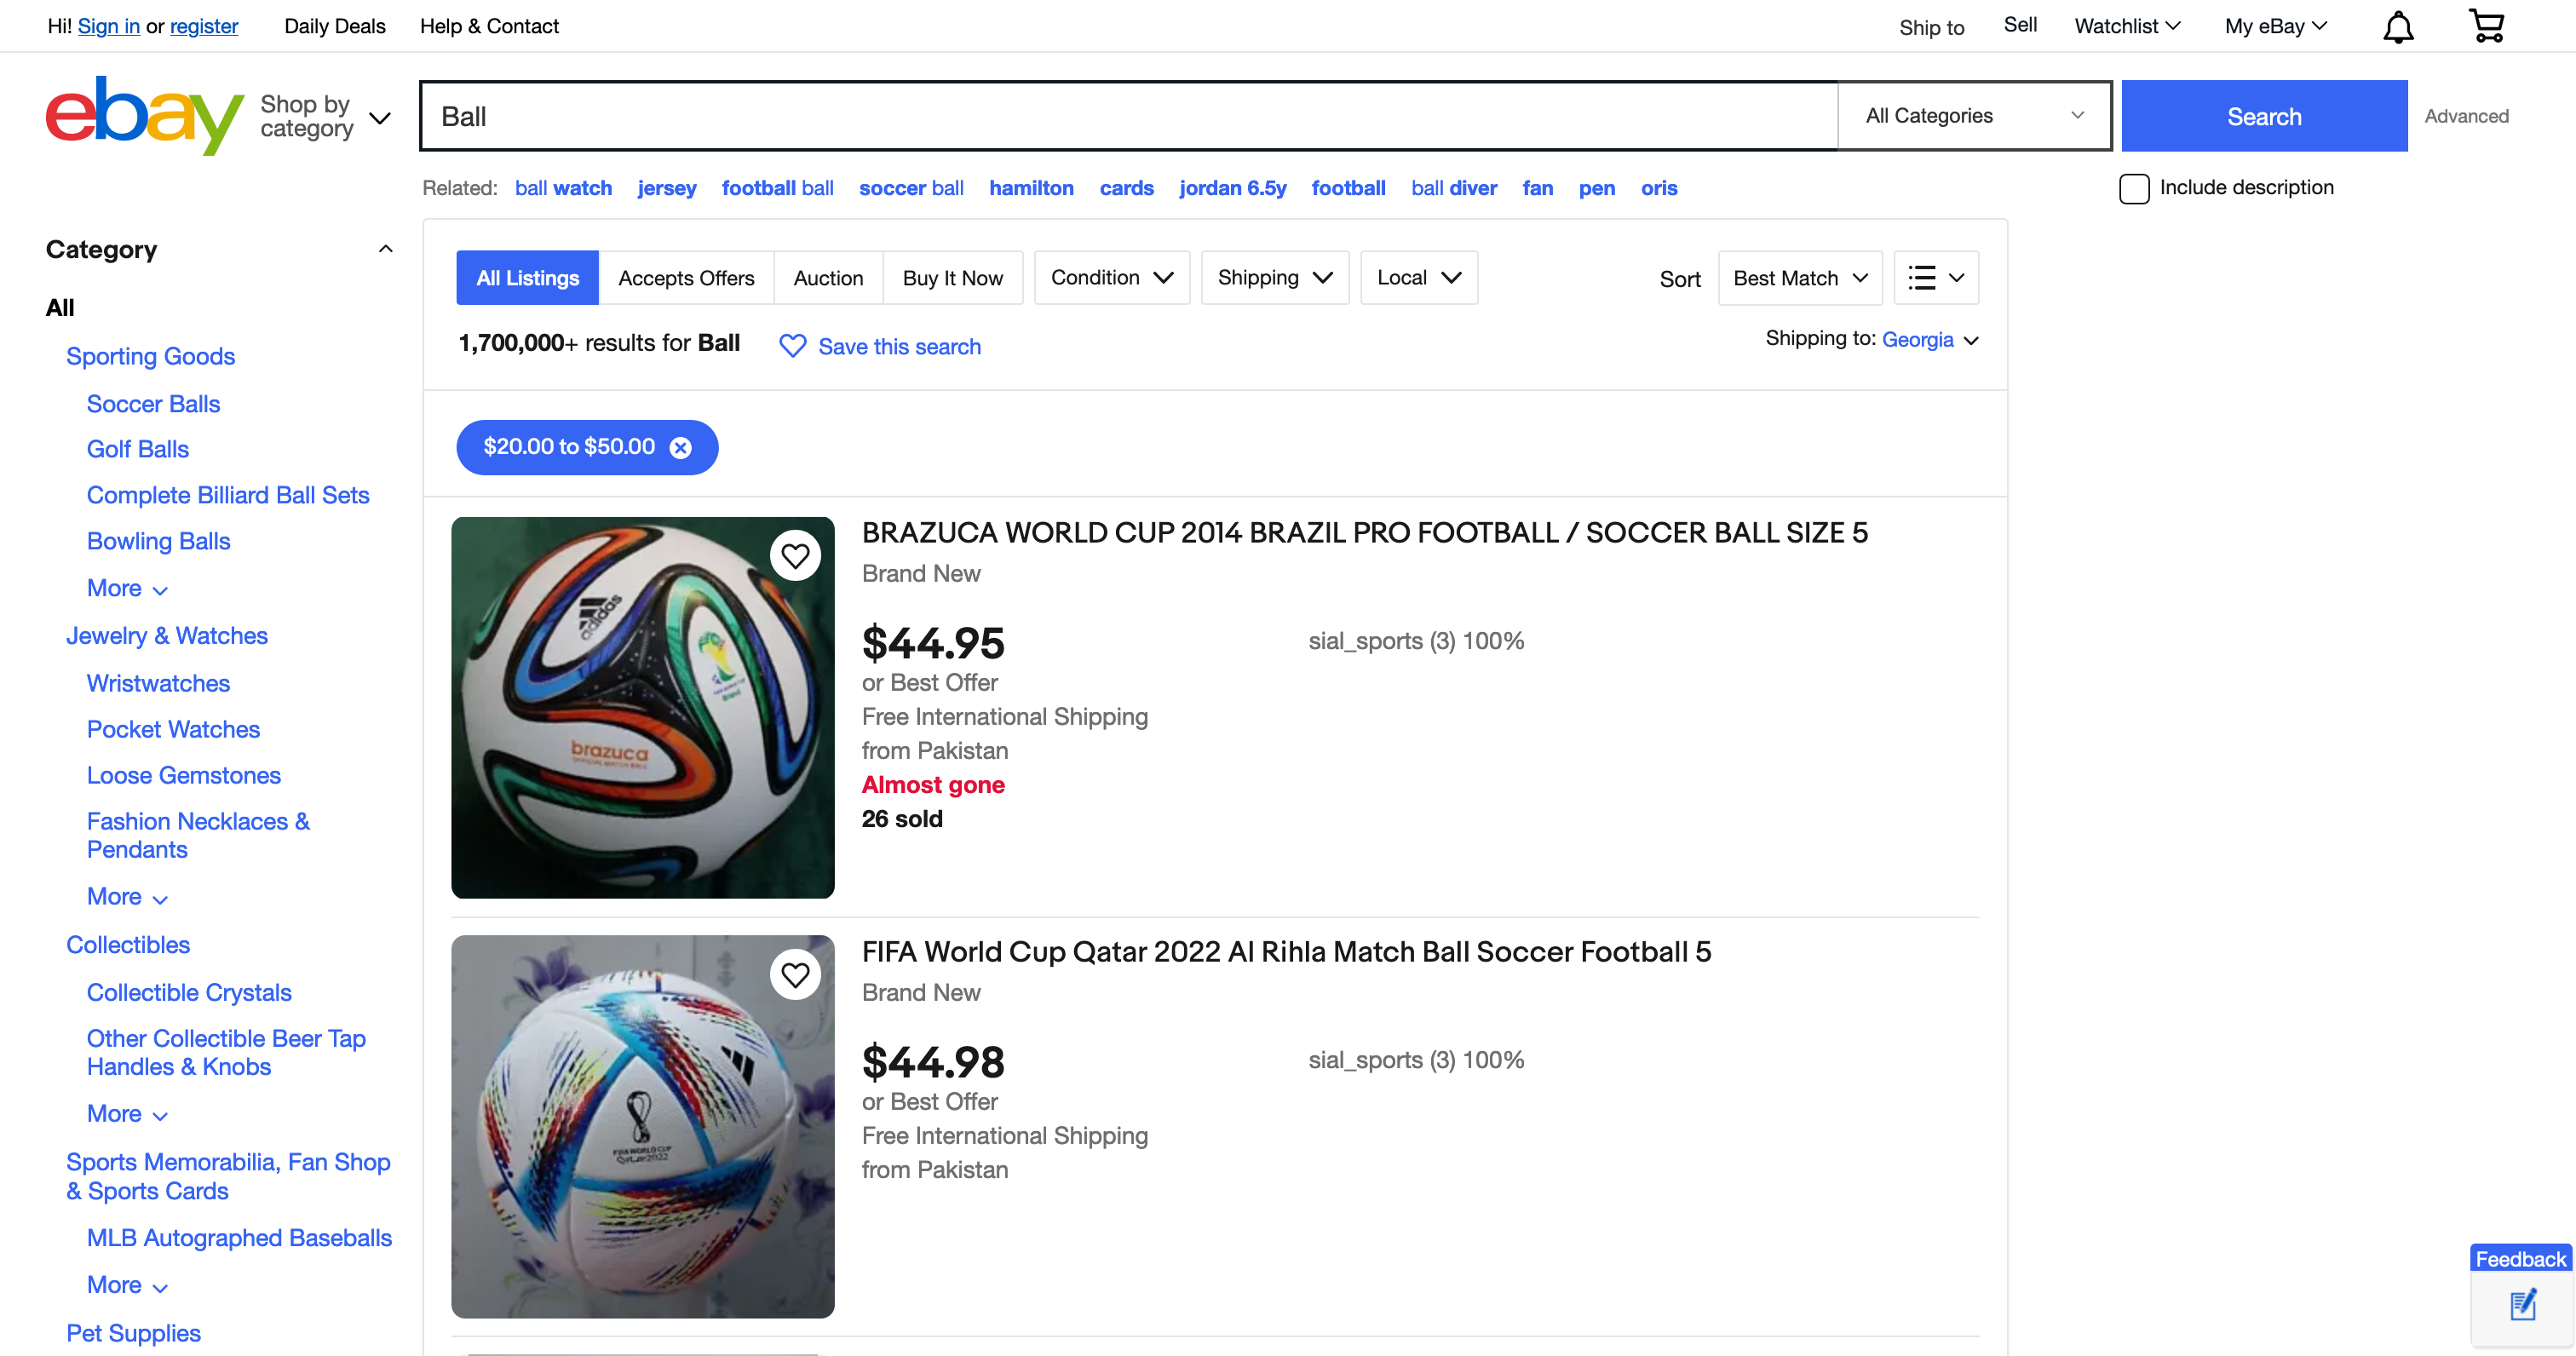 Hi! Sign in or register Daily Deals Help & Contact Ship to Sell Watchlist My eBay
ebay Shop by category
Ball
All Categories
Search
Advanced
Related: ball watch jersey football ball soccer ball hamilton cards jordan 6.5y football ball diver fan pen oris
Include description
Category
All
Sporting Goods
Soccer Balls
Golf Balls
Complete Billiard Ball Sets
Bowling Balls
More
Jewelry & Watches
Wristwatches
Pocket Watches
Loose Gemstones
Fashion Necklaces &
Pendants
More
Collectibles
Collectible Crystals
Other Collectible Beer Tap
Handles & Knobs
More
Sports Memorabilia, Fan Shop
& Sports Cards
MLB Autographed Baseballs
More
Pet Supplies
All Listings Accepts Offers Auction Buy It Now Condition Shipping Local Sort Best Match
1,700,000+ results for Ball Save this search
Shipping to: Georgia
$20.00 to $50.00
adidas
brazuca
OFFICIAL MATCH BALL
BRAZUCA WORLD CUP 2014 BRAZIL PRO FOOTBALL / SOCCER BALL SIZE 5
Brand New
$44.95
sial_sports (3) 100%
or Best Offer
Free International Shipping
from Pakistan
Almost gone
26 sold
FIFA WORLD CUP
Qatar2022
FIFA World Cup Qatar 2022 Al Rihla Match Ball Soccer Football 5
Brand New
$44.98
sial_sports (3) 100%
or Best Offer
Free International Shipping
from Pakistan
Feedback